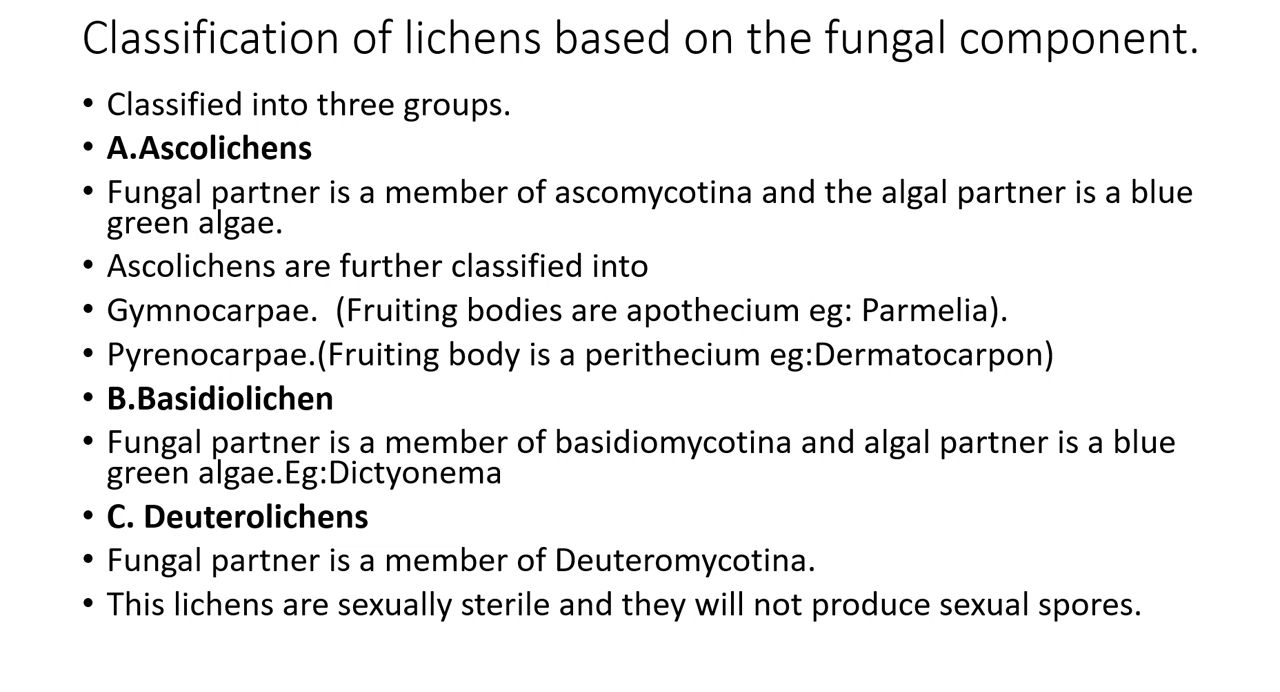 Classification of lichens based on the fungal component.
• Classified into three groups.
• A.Ascolichens
• Fungal partner is a member of ascomycotina and the algal partner is a blue
green algae.
• Ascolichens are further classified into
• Gymnocarpae.  (Fruiting bodies are apothecium eg: Parmelia).
• Pyrenocarpae.(Fruiting body is a perithecium eg:Dermatocarpon)
• B.Basidiolichen
• Fungal partner is a member of basidiomycotina and algal partner is a blue
green algae.Eg:Dictyonema
• C. Deuterolichens
• Fungal partner is a member of Deuteromycotina.
• This lichens are sexually sterile and they will not produce sexual spores.